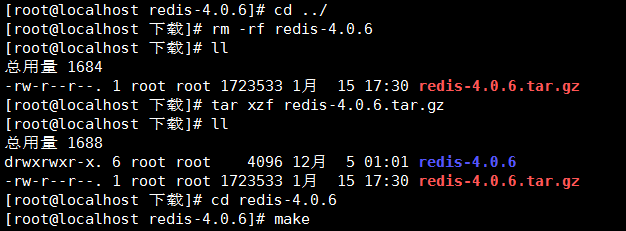 [root@localhost redis-4.0.6]# cd ../
[root@localhost 下载]# rm -rf redis-4.0.6
[root@localhost 下载]# ll
总用量 1684
-rw-r--r--. 1 root root 1723533 1月  15 17:30 redis-4.0.6.tar.gz
[root@localhost 下载]# tar xzf redis-4.0.6.tar.gz
[root@localhost 下载]# ll
总用量 1688
drwxrwxr-x. 6 root root    4096 12月  5 01:01 redis-4.0.6
-rw-r--r--. 1 root root 1723533 1月  15 17:30 redis-4.0.6.tar.gz
[root@localhost 下载]# cd redis-4.0.6
[root@localhost redis-4.0.6]# make